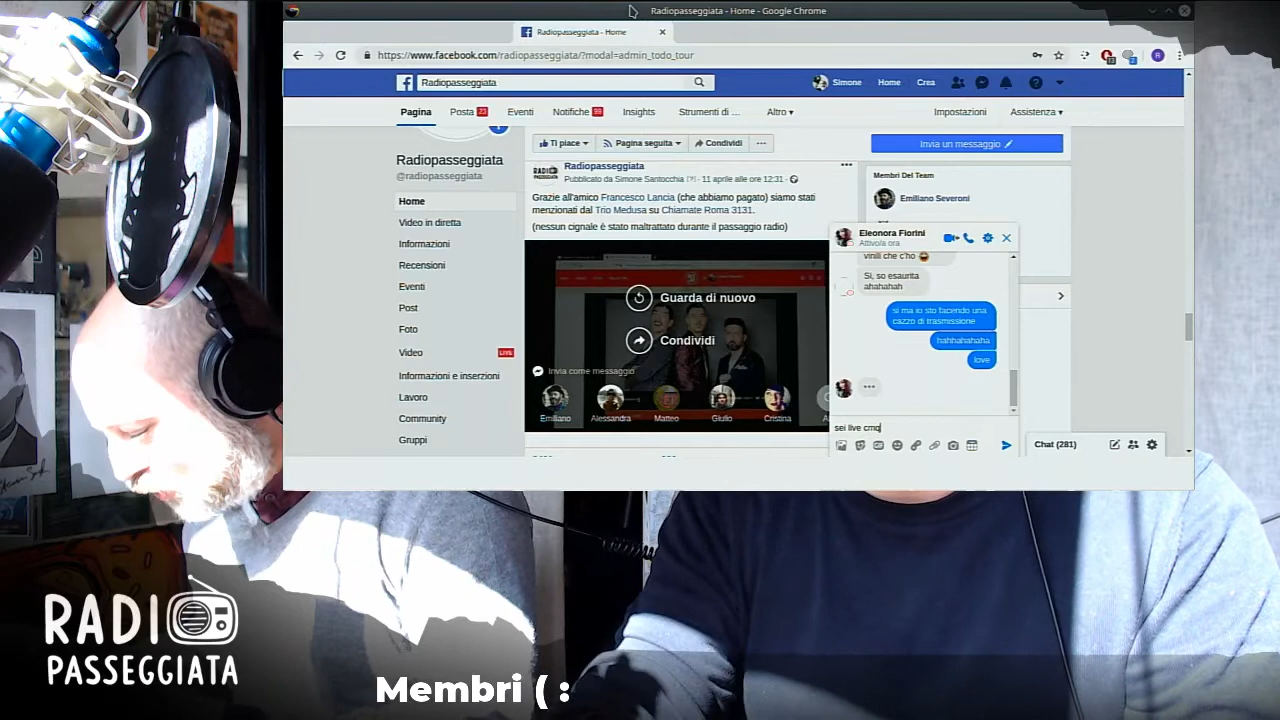 Radiopasseggiata - Home - Google Chrome
Radiopasseggiata - Home
https://www.facebook.com/radiopasseggiata/?modal=admin_todo_tour
Radiopasseggiata
Simone Home Crea
Pagina Posta 23 Eventi Notifiche 99 Insights Strumenti di ... Altro Impostazioni Assistenza
Radiopasseggiata
@radiopasseggiata
Home
Video in diretta
Informazioni
Recensioni
Eventi
Post
Foto
Video LIVE
Informazioni e inserzioni
Lavoro
Community
Gruppi
Ti piace Pagina seguita Condividi ...
Radiopasseggiata
Pubblicato da Simone Santocchia [?] · 11 aprile alle ore 12:31 ·
Grazie all'amico Francesco Lancia (che abbiamo pagato) siamo stati
menzionati dal Trio Medusa su Chiamate Roma 3131.
(nessun cignale è stato maltrattato durante il passaggio radio)
Guarda di nuovo
Condividi
Invia come messaggio
Emiliano Alessandra Matteo Giulio Cristina
Invia un messaggio
Membri Del Team
Emiliano Severoni
Eleonora Fiorini
Attivo/a ora
vinili che c'ho
Si, so esaurita
ahahahah
si ma io sto facendo una
cazzo di trasmissione
hahhahahaha
love
sei live cmq
Chat (281)
RADIO
PASSEGGIATA
Membri ( :